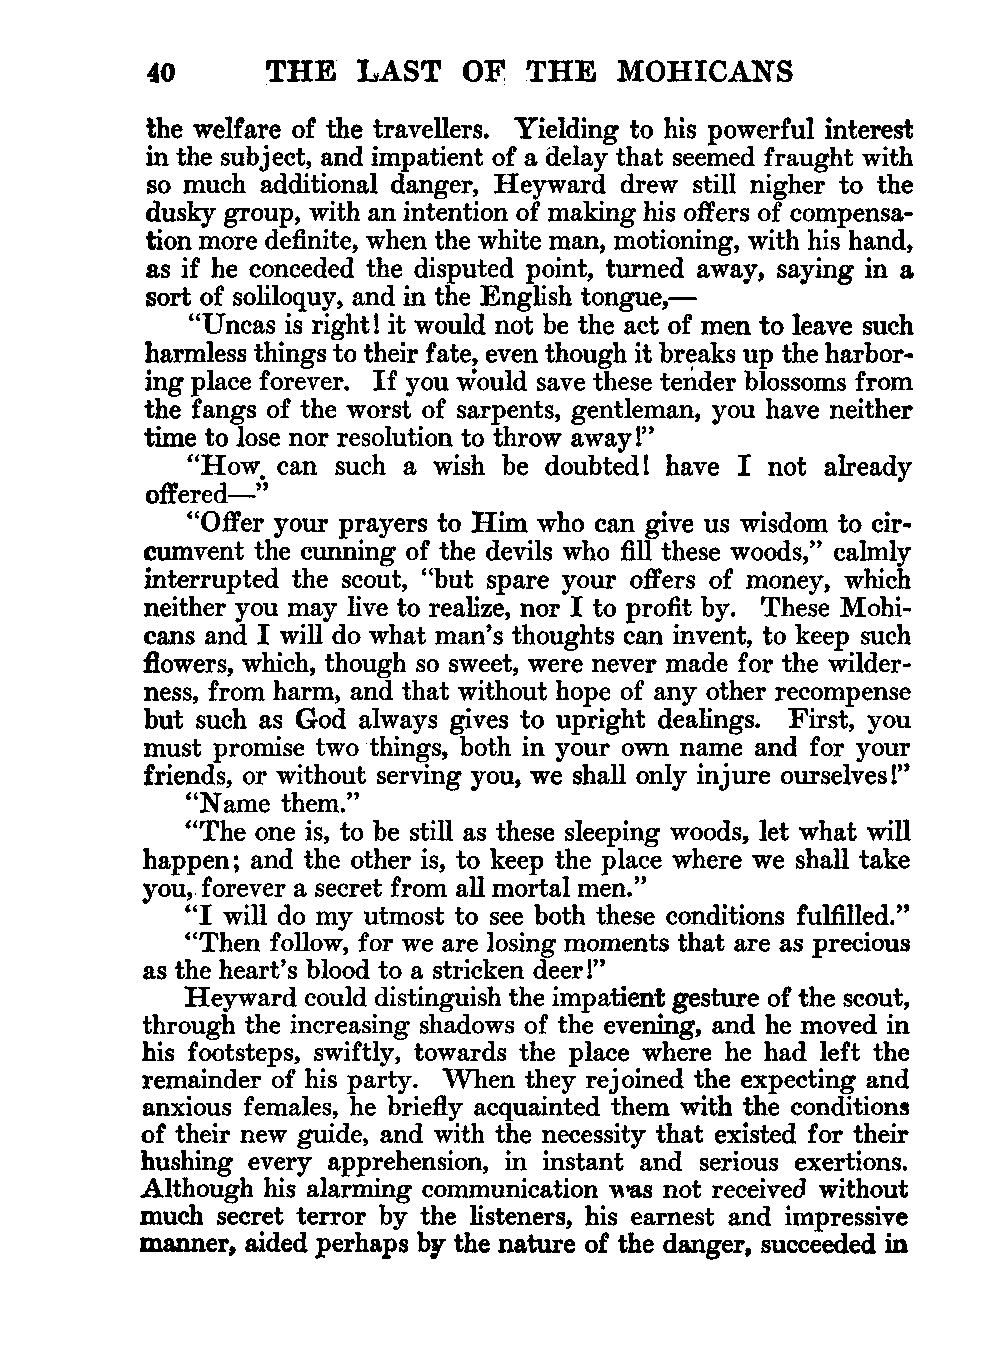 40 THE LAST OF THE MOHICANS
the welfare of the travellers. Yielding to his powerful interest
in the subject, and impatient of a delay that seemed fraught with
so much additional danger, Heyward drew still nigher to the
dusky group, with an intention of making his offers of compensa-
tion more definite, when the white man, motioning, with his hand,
as if he conceded the disputed point, turned away, saying in a
sort of soliloquy, and in the English tongue,—
“Uncas is right! it would not be the act of men to leave such
harmless things to their fate, even though it breaks up the harbor-
ing place forever. If you would save these tender blossoms from
the fangs of the worst of sarpents, gentleman, you have neither
time to lose nor resolution to throw away!”
“How can such a wish be doubted! have I not already
offered—”
“Offer your prayers to Him who can give us wisdom to cir-
cumvent the cunning of the devils who fill these woods,” calmly
interrupted the scout, “but spare your offers of money, which
neither you may live to realize, nor I to profit by. These Mohi-
cans and I will do what man’s thoughts can invent, to keep such
flowers, which, though so sweet, were never made for the wilder-
ness, from harm, and that without hope of any other recompense
but such as God always gives to upright dealings. First, you
must promise two things, both in your own name and for your
friends, or without serving you, we shall only injure ourselves!”
“Name them.”
“The one is, to be still as these sleeping woods, let what will
happen; and the other is, to keep the place where we shall take
you, forever a secret from all mortal men.”
“I will do my utmost to see both these conditions fulfilled.”
“Then follow, for we are losing moments that are as precious
as the heart’s blood to a stricken deer!”
Heyward could distinguish the impatient gesture of the scout,
through the increasing shadows of the evening, and he moved in
his footsteps, swiftly, towards the place where he had left the
remainder of his party. When they rejoined the expecting and
anxious females, he briefly acquainted them with the conditions
of their new guide, and with the necessity that existed for their
hushing every apprehension, in instant and serious exertions.
Although his alarming communication was not received without
much secret terror by the listeners, his earnest and impressive
manner, aided perhaps by the nature of the danger, succeeded in